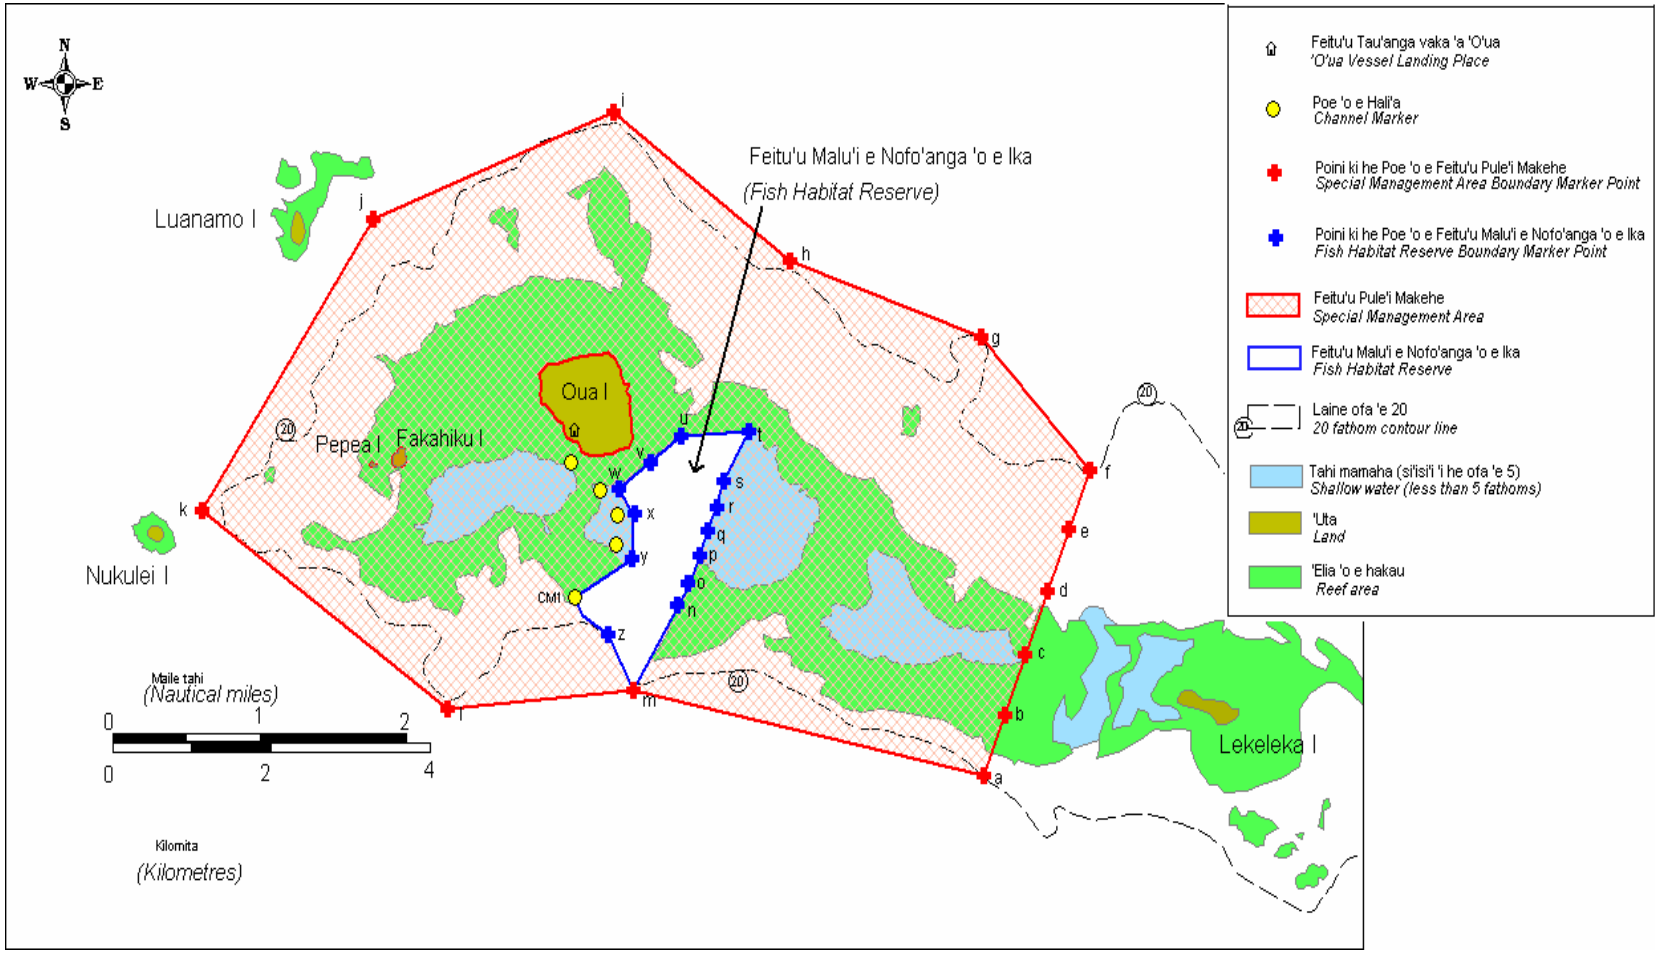 N
W E
S
Luanamo I
Nukulei I
Pepea I
Fakahiku I
Oua I
Lekeleka I
Feitu'u Malu'i e Nofo'anga 'o e Ika
(Fish Habitat Reserve)
i
j
h
g
f
e
d
c
b
a
k
l
m
n
o
p
q
r
s
t
u
v
w
x
y
z
CM1
20
20
20
Maile tahi
(Nautical miles)
0 1 2
0 2 4
Kilomita
(Kilometres)
Feitu'u Tau'anga vaka 'a 'O'ua
'O'ua Vessel Landing Place
Poe 'o e Hali'a
Channel Marker
Poini ki he Poe 'o e Feitu'u Pule'i Makehe
Special Management Area Boundary Marker Point
Poini ki he Poe 'o e Feitu'u Malu'i e Nofo'anga 'o e Ika
Fish Habitat Reserve Boundary Marker Point
Feitu'u Pule'i Makehe
Special Management Area
Feitu'u Malu'i e Nofo'anga 'o e Ika
Fish Habitat Reserve
20
Laine ofa 'e 20
20 fathom contour line
Tahi mamaha (si'isi'i 'i he ofa 'e 5)
Shallow water (less than 5 fathoms)
'Uta
Land
'Elia 'o e hakau
Reef area